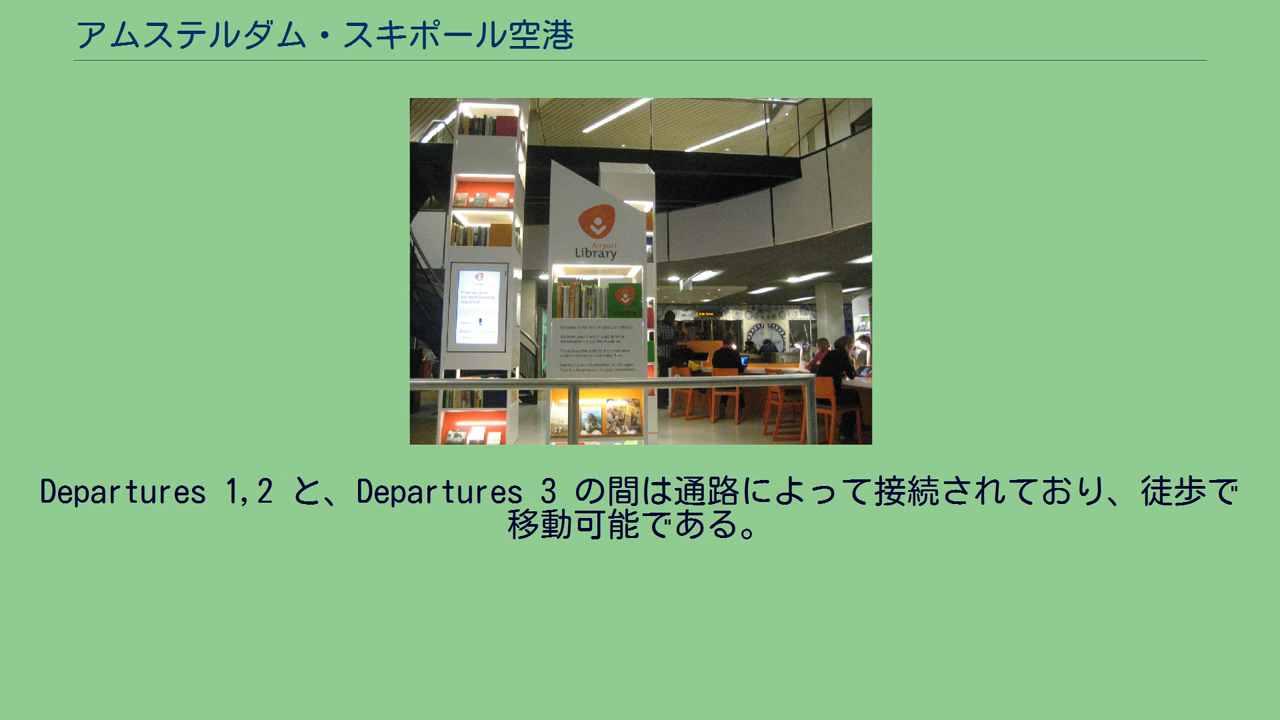 アムステルダム・スキポール空港
Airport
Library
Departures 1,2 と、Departures 3 の間は通路によって接続されており、徒歩で
移動可能である。